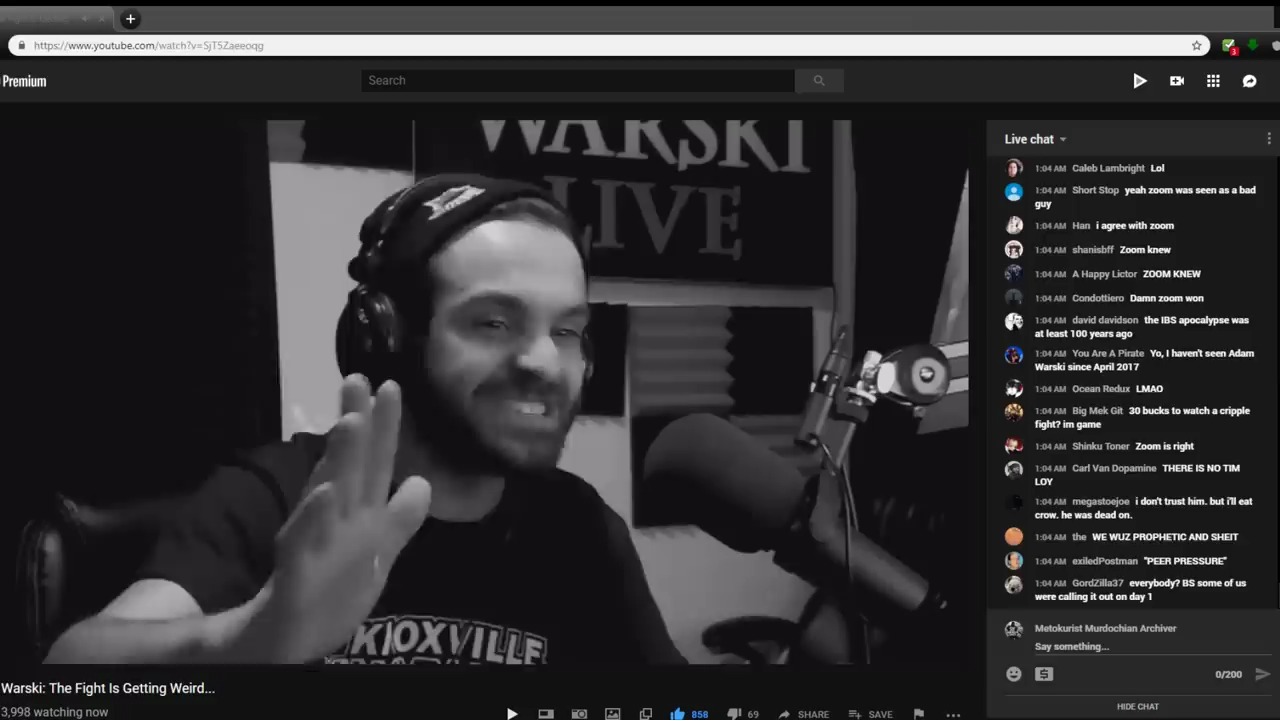 https://www.youtube.com/watch?v=SjT5Zaeeoqg
3
Premium
Search
WARSKI
LIVE
KNOXVILLE
Live chat
1:04 AM Caleb Lambright Lol
1:04 AM Short Stop yeah zoom was seen as a bad
guy
1:04 AM Han i agree with zoom
1:04 AM shanisbff Zoom knew
1:04 AM A Happy Lictor ZOOM KNEW
1:04 AM Condottiero Damn zoom won
1:04 AM david davidson the IBS apocalypse was
at least 100 years ago
1:04 AM You Are A Pirate Yo, I haven't seen Adam
Warski since April 2017
1:04 AM Ocean Redux LMAO
1:04 AM Big Mek Git 30 bucks to watch a cripple
fight? im game
1:04 AM Shinku Toner Zoom is right
1:04 AM Carl Van Dopamine THERE IS NO TIM
LOY
1:04 AM megastoejoe i don't trust him. but i'll eat
crow. he was dead on.
1:04 AM the WE WUZ PROPHETIC AND SHEIT
1:04 AM exiledPostman "PEER PRESSURE"
1:04 AM GordZilla37 everybody? BS some of us
were calling it out on day 1
Metokurist Murdochian Archiver
Say something...
0/200
HIDE CHAT
Warski: The Fight Is Getting Weird...
3,998 watching now
858
69
SHARE
SAVE